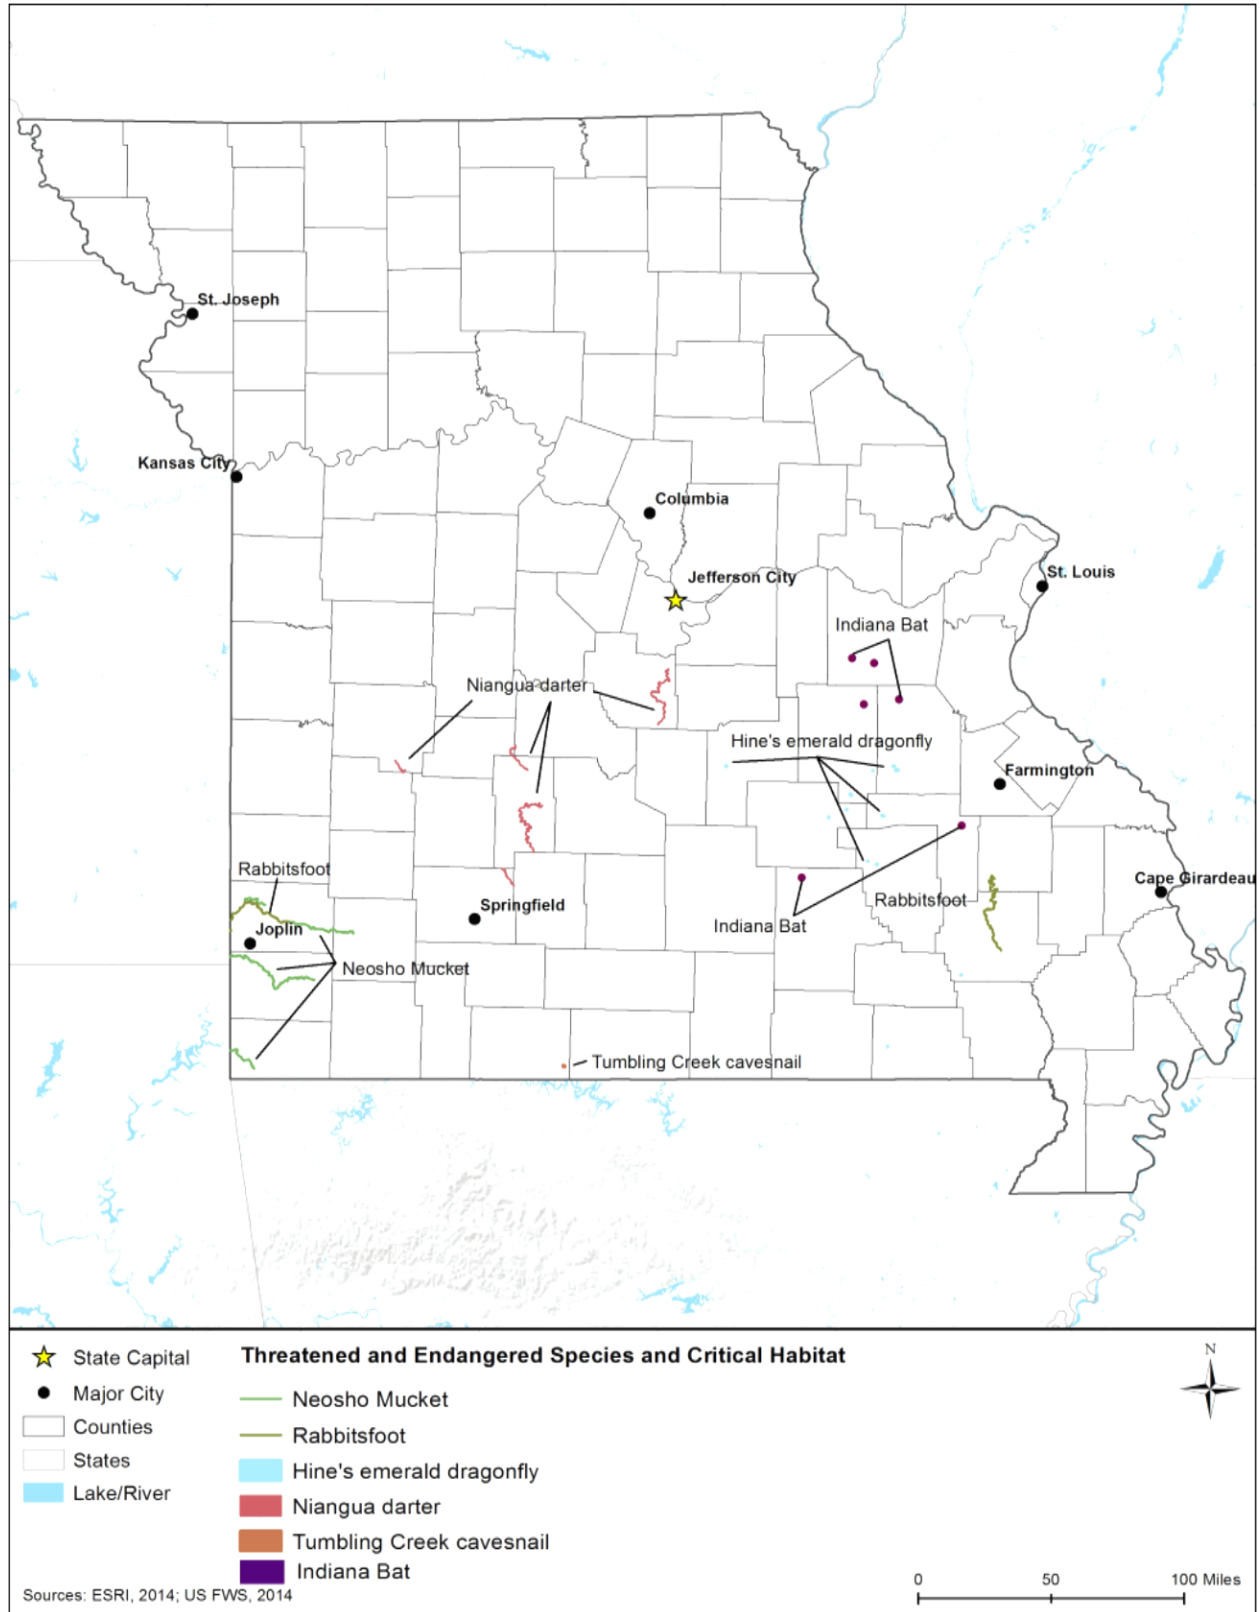 St. Joseph
Kansas City
Columbia
Jefferson City
St. Louis
Indiana Bat
Niangua darter
Hine's emerald dragonfly
Farmington
Rabbitsfoot
Cape Girardeau
Rabbitsfoot
Springfield
Indiana Bat
Joplin
Neosho Mucket
Tumbling Creek cavesnail
State Capital
Major City
Counties
States
Lake/River
Threatened and Endangered Species and Critical Habitat
Neosho Mucket
Rabbitsfoot
Hine's emerald dragonfly
Niangua darter
Tumbling Creek cavesnail
Indiana Bat
N
0 50 100 Miles
Sources: ESRI, 2014; US FWS, 2014